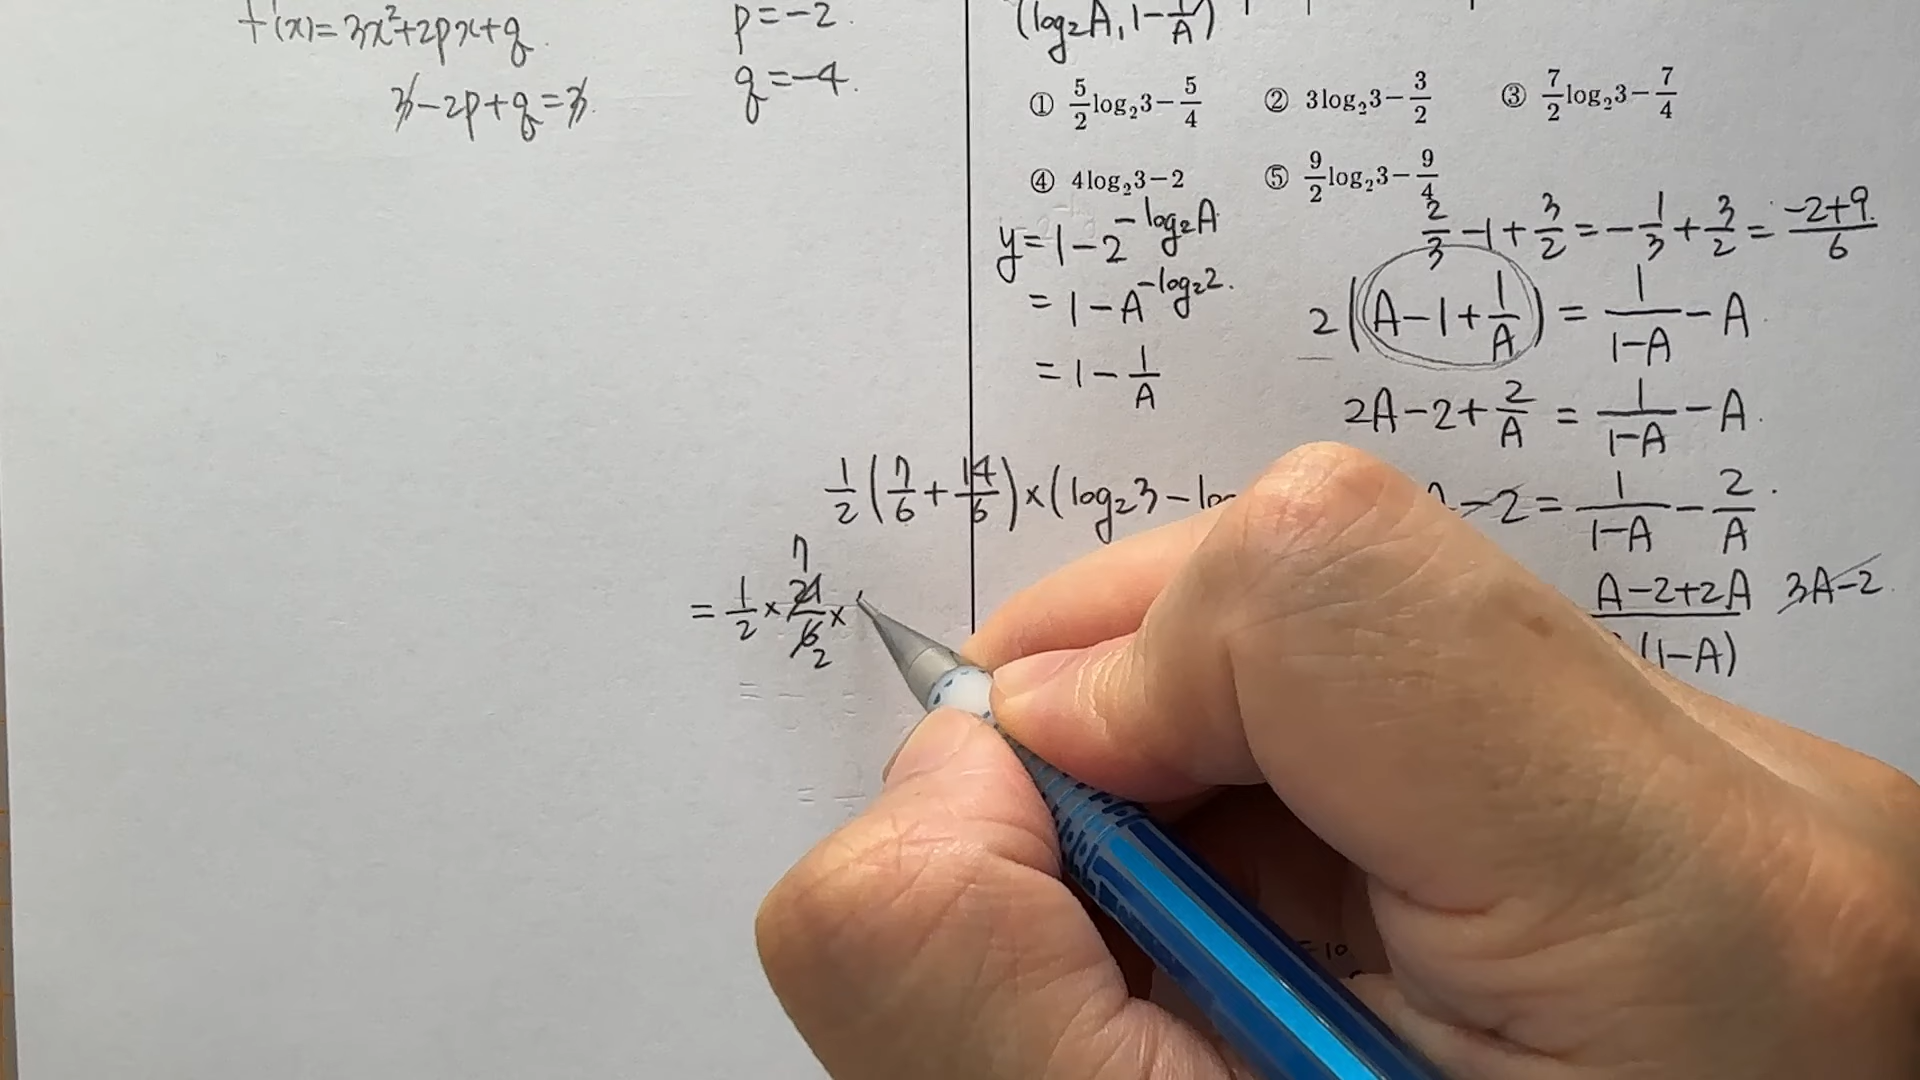 f'(x)=3x²+2px+q.
3-2p+q=3.
p=-2.
q=-4.
(log₂A, 1-1/A)
① 5/2 log₂3 - 5/4 ② 3log₂3 - 3/2 ③ 7/2 log₂3 - 7/4
④ 4log₂3-2 ⑤ 9/2 log₂3 - 9/4
y=1-2^(-log₂A)
=1-A^(-log₂2).
=1-1/A
2/3-1+3/2=-1/3+3/2=(-2+9)/6
2(A-1+1/A)=1/(1-A)-A.
2A-2+2/A=1/(1-A)-A.
-2=1/(1-A)-2/A.
A-2+2A 3A-2.
(1-A)
1/2(7/6+14/6)×(log₂3-lo
=1/2×21/6×
7
2
=10